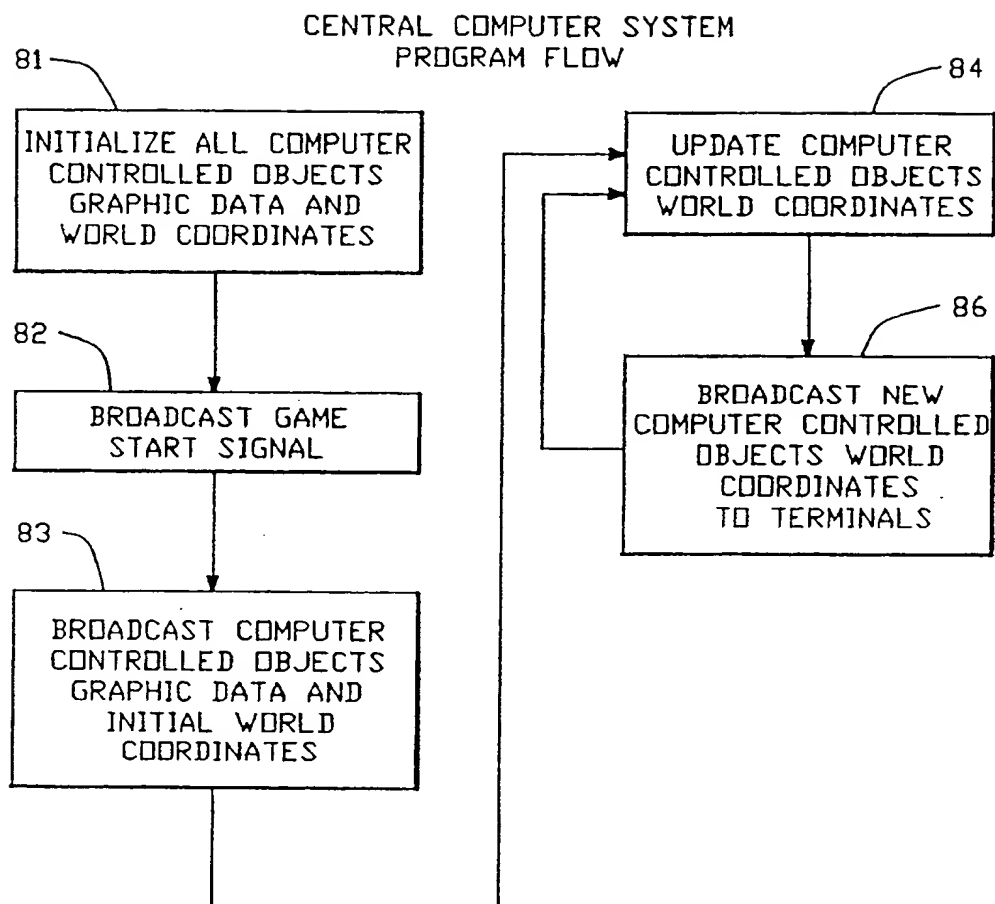 CENTRAL COMPUTER SYSTEM
PROGRAM FLOW
81
INITIALIZE ALL COMPUTER
CONTROLLED OBJECTS
GRAPHIC DATA AND
WORLD COORDINATES
82
BROADCAST GAME
START SIGNAL
83
BROADCAST COMPUTER
CONTROLLED OBJECTS
GRAPHIC DATA AND
INITIAL WORLD
COORDINATES
84
UPDATE COMPUTER
CONTROLLED OBJECTS
WORLD COORDINATES
86
BROADCAST NEW
COMPUTER CONTROLLED
OBJECTS WORLD
COORDINATES
TO TERMINALS